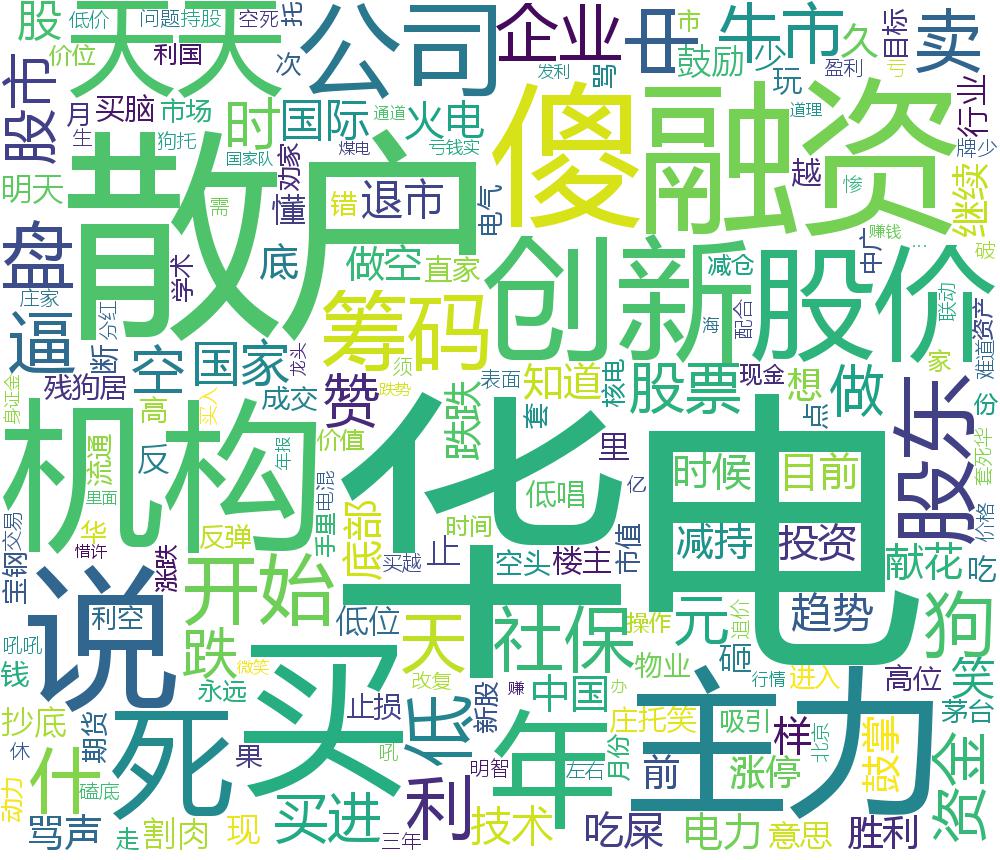 股
低价
问题持股
空死
托
天天
公司
企业
中
市
牛市
久
目标
卖
价位
利国
次
发利
骂
鼓励
少
玩
盈利
亏
股市
月
买脑
市场
时
国际
通道
火电
傻
融资
道理
行业
生
狗托
国家队
煤电
亏钱实
越
牌少
明天
散户
劝家
懂
错
退市
电气
需
惨
继续
盘
学术
底
做空
直家
创新
股价
减仓
中广
赚钱
…
破
庄家
分红
筹码
海
配合
联动
逼
断
空
国家
龙头
须
核电
难道
资产
残狗居
成交
赞
跌势
表面
知道
股票
现金
想
做
家
份
身证金
高
买入
价值
跌跌
套
点
股东
套死华
机构
流通
反
年报
华电
里
时候
目前
里面
手里
电混
低唱
亿
价格
交易
华
反弹
底部
时间
减持
投资
惜许
买越
止
空头
楼主
市值
献花
吃
宝钢
涨跌
开始
说
利空
低位
天
社保
操作
元
追价
趋势
狗
吼吼
跌
微笑
改复
物业
砸
行情
进入
高位
笑
钱
永远
买
止损
低
新股
赚
中国
办
庄托笑
吸引
样
北京
主力
茅台
抄底
期货
死
果
吼
年
月份
前
涨停
鼓掌
资金
休
什
明智
左右
动力
磕底
买进
利
技术
吃屎
电力
意思
胜利
骂声
走
割肉
现
三年